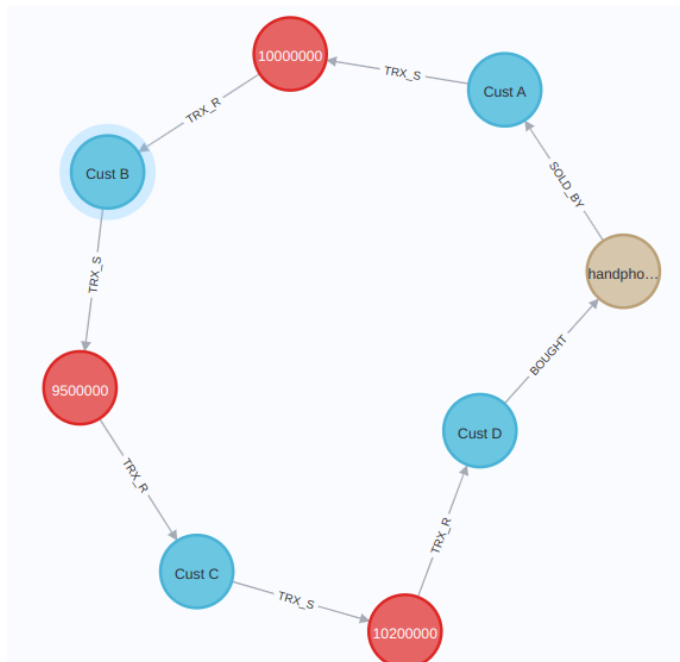 10000000
TRX_S
Cust A
TRX_R
Cust B
SOLD_BY
TRX_S
handpho...
9500000
BOUGHT
Cust D
TRX_R
TRX_R
Cust C
TRX_S
10200000